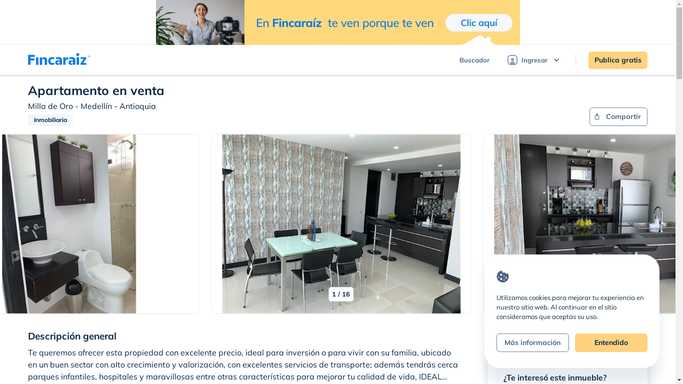 En Fincaraíz te ven porque te ven
Clic aquí
Fincaraíz
Buscador
Ingresar
Publica gratis
Apartamento en venta
Milla de Oro - Medellín - Antioquia
Inmobiliaria
Compartir
1 / 16
Descripción general
Te queremos ofrecer esta propiedad con excelente precio, ideal para inversión o para vivir con su familia, ubicado
en un buen sector con alto crecimiento y valorización, con excelentes servicios de transporte; además tendrás cerca
parques infantiles, hospitales y maravillosas entre otras características para mejorar tu calidad de vida, IDEAL...
Utilizamos cookies para mejorar tu experiencia en
nuestro sitio web. Al continuar en el sitio
consideramos que aceptas su uso.
Más información
Entendido
¿Te interesó este inmueble?